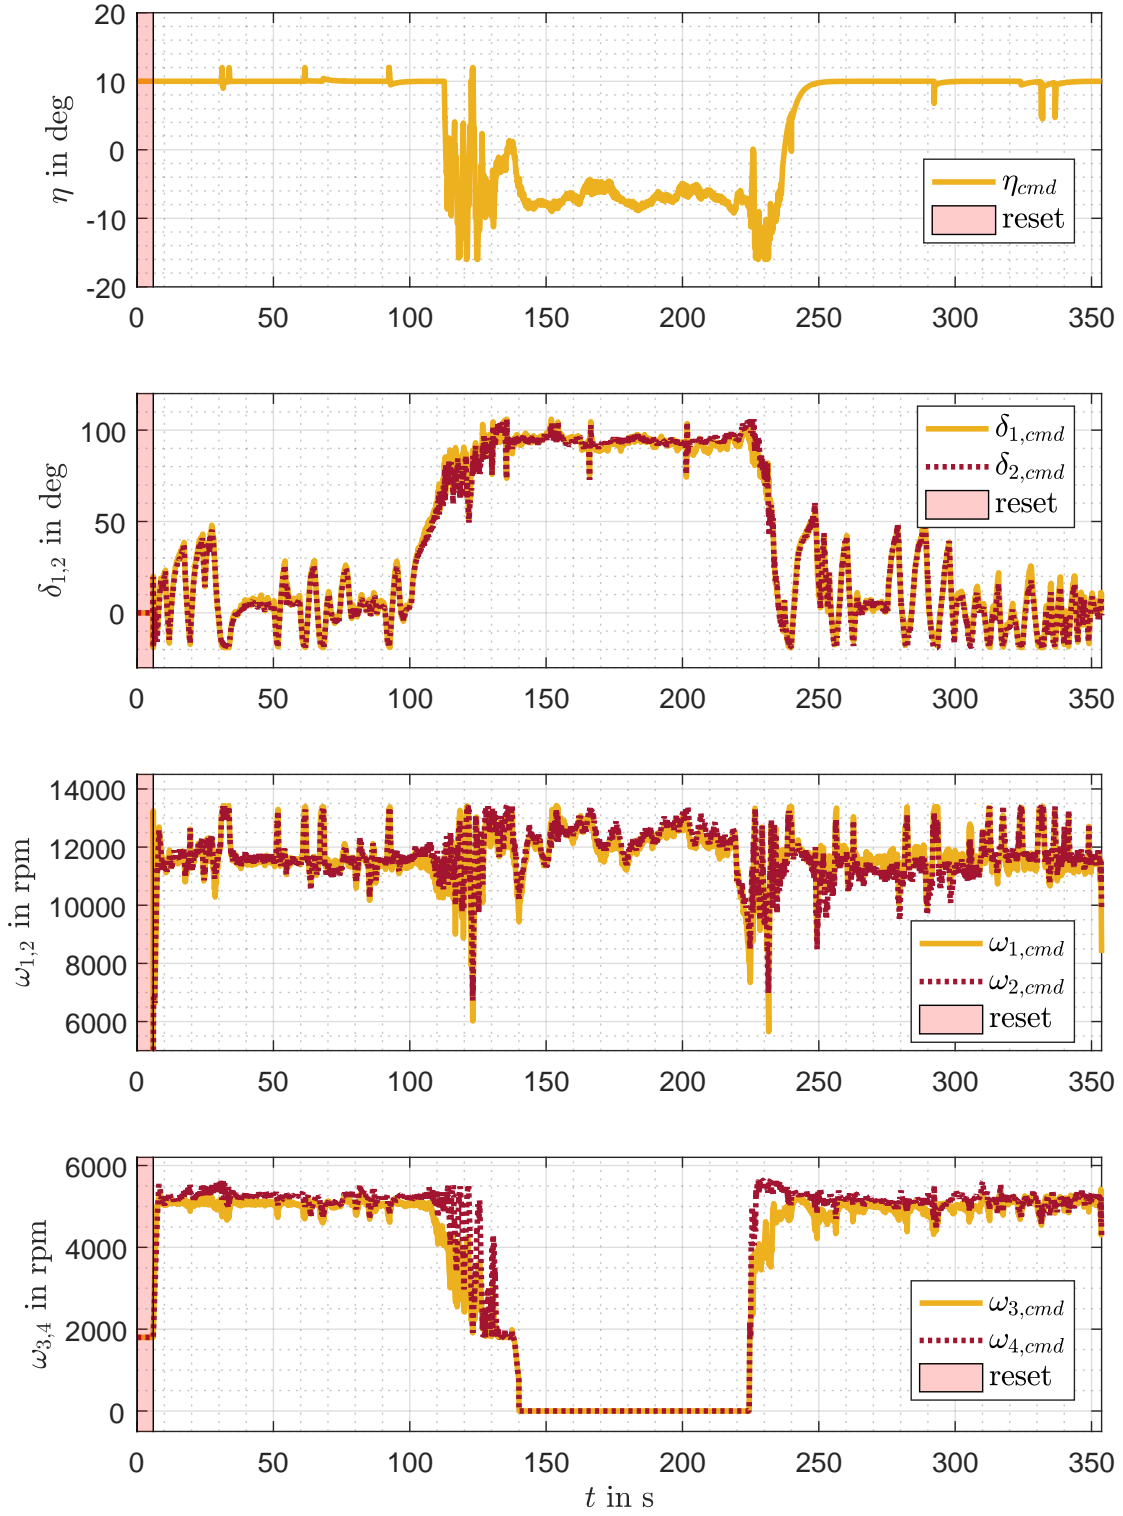 20
10
0
-10
-20
η in deg
η_cmd
reset
0 50 100 150 200 250 300 350
100
50
0
δ_1,2 in deg
δ_1,cmd
δ_2,cmd
reset
0 50 100 150 200 250 300 350
14000
12000
10000
8000
6000
ω_1,2 in rpm
ω_1,cmd
ω_2,cmd
reset
0 50 100 150 200 250 300 350
6000
4000
2000
0
ω_3,4 in rpm
ω_3,cmd
ω_4,cmd
reset
0 50 100 150 200 250 300 350
t in s